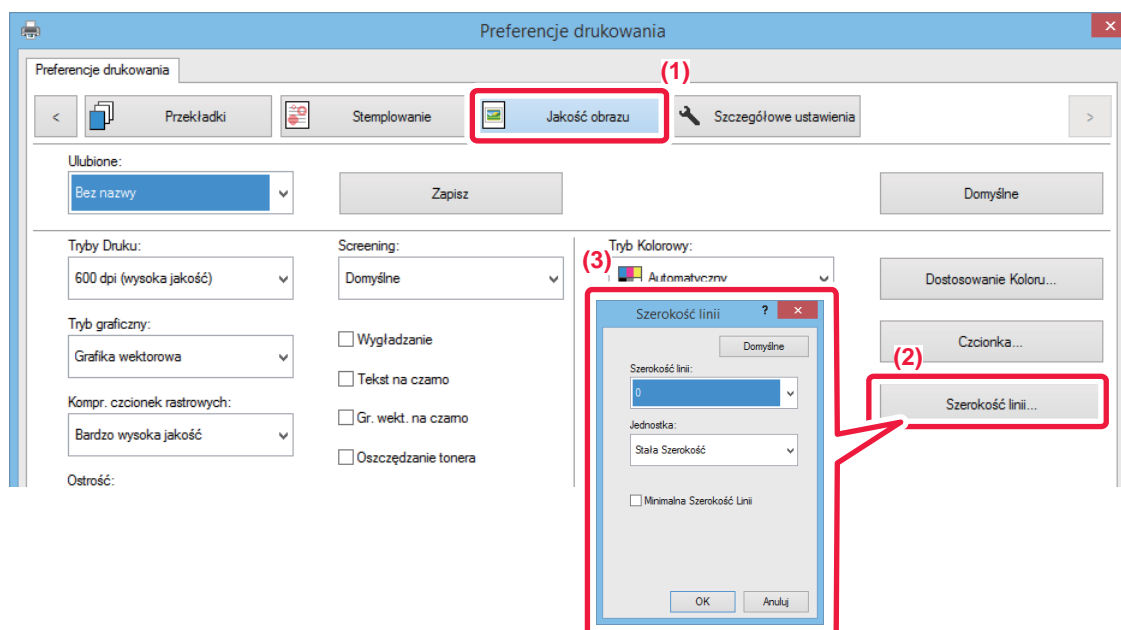 Preferencje drukowania
Preferencje drukowania
(1)
< Przekładki Stemplowanie Jakość obrazu Szczegółowe ustawienia >
Ulubione:
Bez nazwy Zapisz Domyślne
Tryby Druku: Screening: Tryb Kolorowy:
(3)
600 dpi (wysoka jakość) Domyślne Automatyczny Dostosowanie Koloru...
Szerokość linii ?
Tryb graficzny: Wygładzanie Domyślne Czcionka...
Grafika wektorowa (2)
Szerokość linii:
Tekst na czarno
0
Kompr. czcionek rastrowych: Szerokość linii...
Gr. wekt. na czarno
Jednostka:
Bardzo wysoka jakość
Stała Szerokość
Oszczędzanie tonera
Ostrość:
Minimalna Szerokość Linii
OK Anuluj